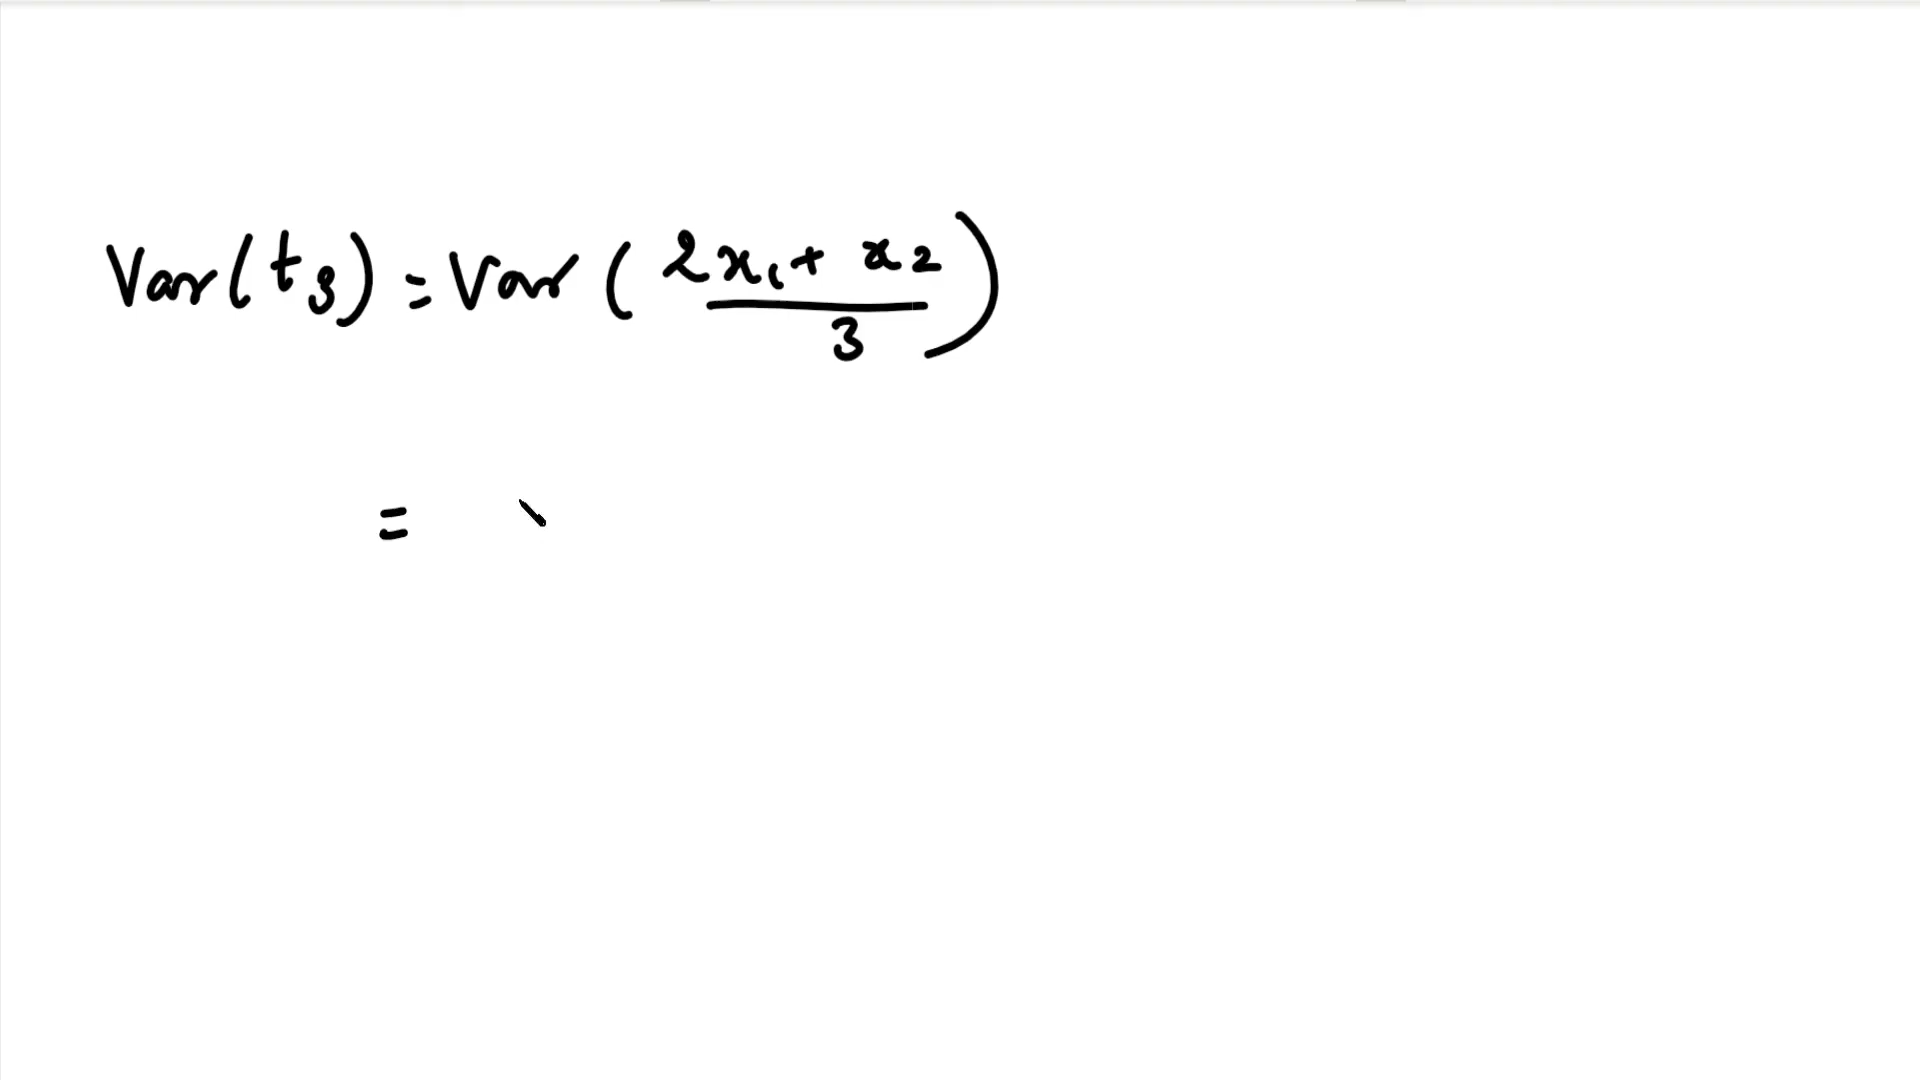 Var(t₃) = Var((2x₁ + x₂)/3)
=